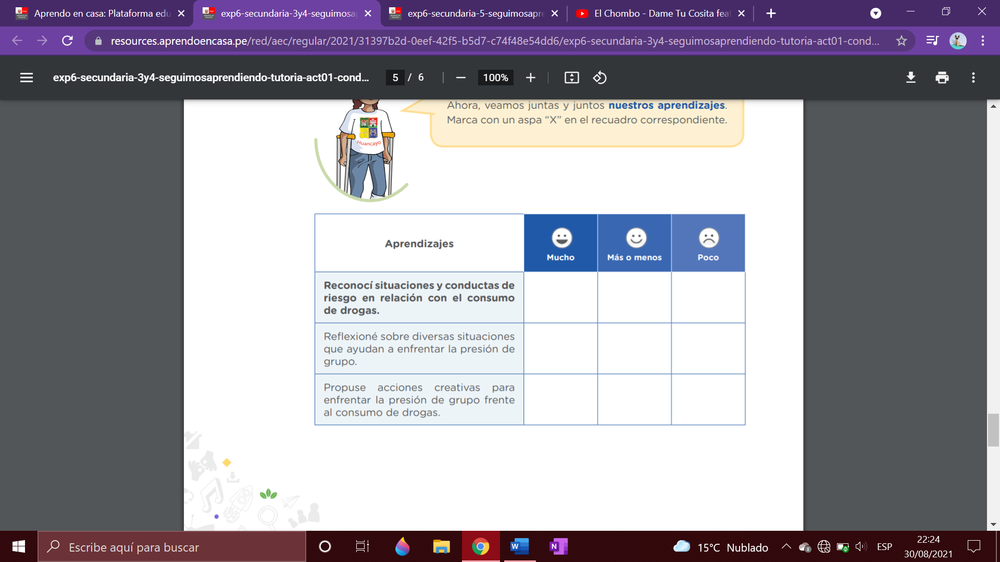 Aprendo en casa: Plataforma edu
exp6-secundaria-3y4-seguimosap
exp6-secundaria-5-seguimosapre
El Chombo - Dame Tu Cosita feat
resources.aprendoencasa.pe/red/aec/regular/2021/31397b2d-0eef-42f5-b5d7-c74f48e54dd6/exp6-secundaria-3y4-seguimosaprendiendo-tutoria-act01-cond...
exp6-secundaria-3y4-seguimosaprendiendo-tutoria-act01-cond...
5 / 6
100%
Ahora, veamos juntas y juntos nuestros aprendizajes.
Marca con un aspa “X” en el recuadro correspondiente.
Huancayo
Aprendizajes
Mucho
Más o menos
Poco
Reconocí situaciones y conductas de
riesgo en relación con el consumo
de drogas.
Reflexioné sobre diversas situaciones
que ayudan a enfrentar la presión de
grupo.
Propuse acciones creativas para
enfrentar la presión de grupo frente
al consumo de drogas.
Escribe aquí para buscar
W
N
15°C Nublado
ESP
22:24
30/08/2021